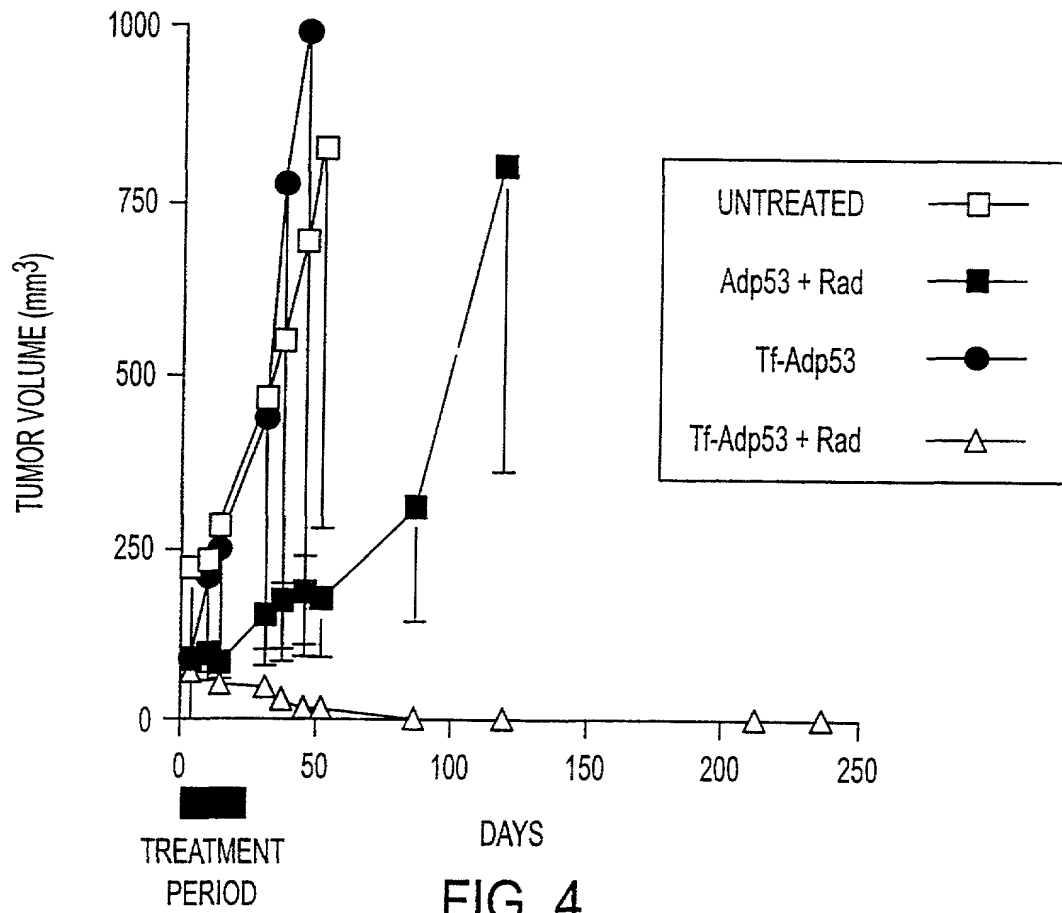 1000
750
500
250
0
TUMOR VOLUME (mm³)
0
50
100
150
200
250
DAYS
TREATMENT
PERIOD
UNTREATED
Adp53 + Rad
Tf-Adp53
Tf-Adp53 + Rad
FIG. 4